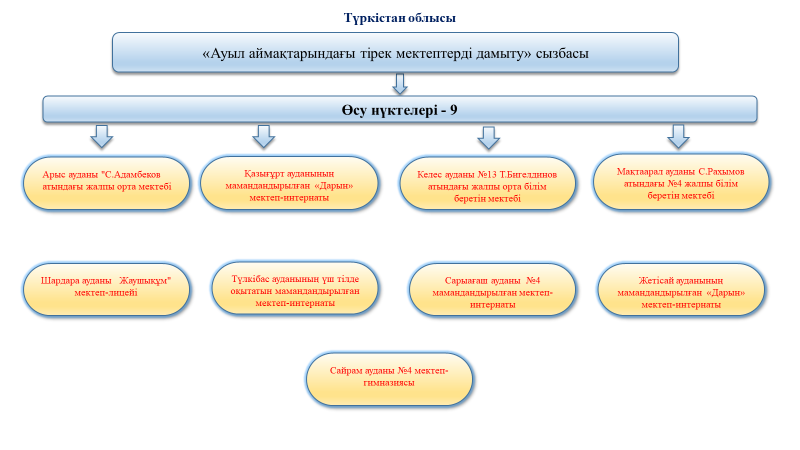 Түркістан облысы
«Ауыл аймақтарындағы тірек мектептерді дамыту» сызбасы
Өсу нүктелері - 9
Арыс ауданы "С.Адамбеков
атындағы жалпы орта мектебі
Қазығұрт ауданының
мамандандырылған «Дарын»
мектеп-интернаты
Келес ауданы №13 Т.Бигелдинов
атындағы жалпы орта білім
беретін мектебі
Мақтаарал ауданы С.Рахымов
атындағы №4 жалпы білім
беретін мектебі
Шардара ауданы Жаушықұм"
мектеп-лицейі
Түлкібас ауданының үш тілде
оқытатын мамандандырылған
мектеп-интернаты
Сарыағаш ауданы №4
мамандандырылған мектеп-
интернаты
Жетісай ауданының
мамандандырылған «Дарын»
мектеп-интернаты
Сайрам ауданы №4 мектеп-
гимназиясы